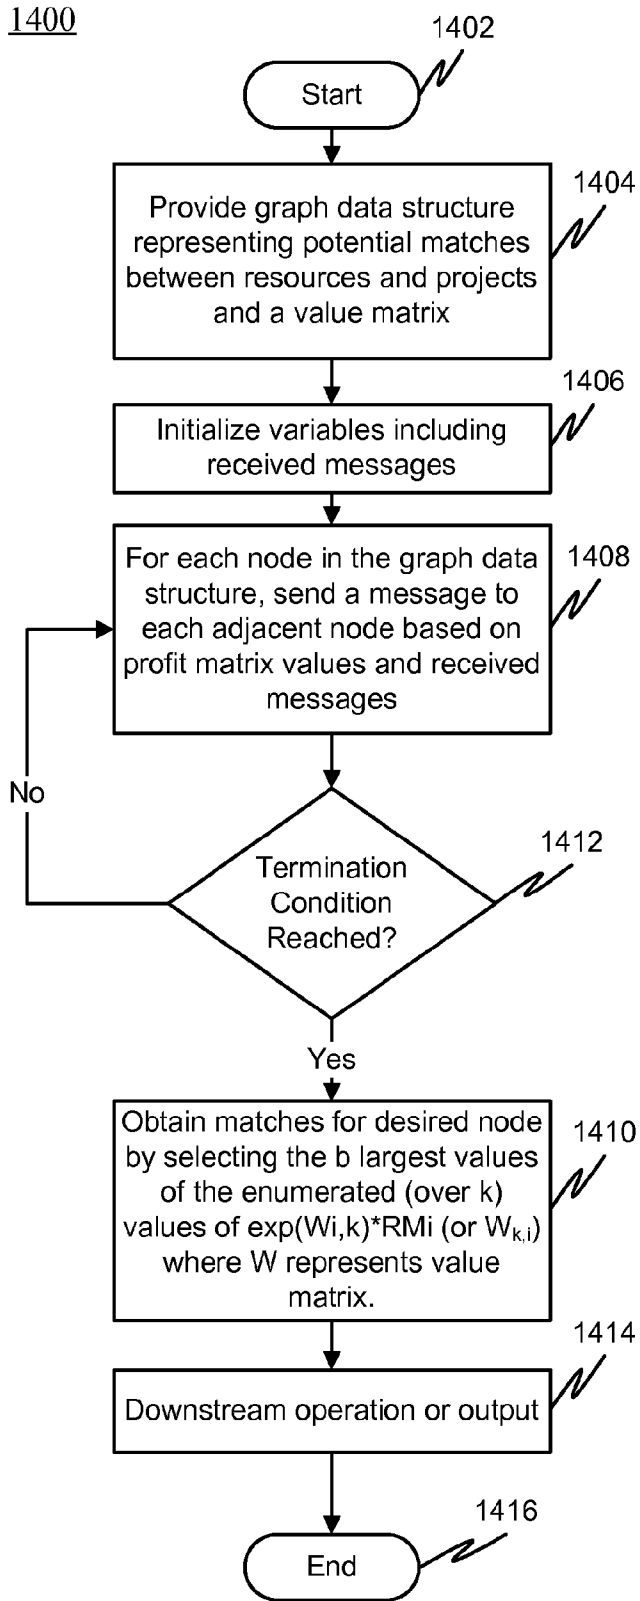 1400
1402
Start
1404
Provide graph data structure
representing potential matches
between resources and projects
and a value matrix
1406
Initialize variables including
received messages
1408
For each node in the graph data
structure, send a message to
each adjacent node based on
profit matrix values and received
messages
No
1412
Termination
Condition
Reached?
Yes
1410
Obtain matches for desired node
by selecting the b largest values
of the enumerated (over k)
values of exp(Wi,k)*RMi (or Wk,i)
where W represents value
matrix.
1414
Downstream operation or output
1416
End